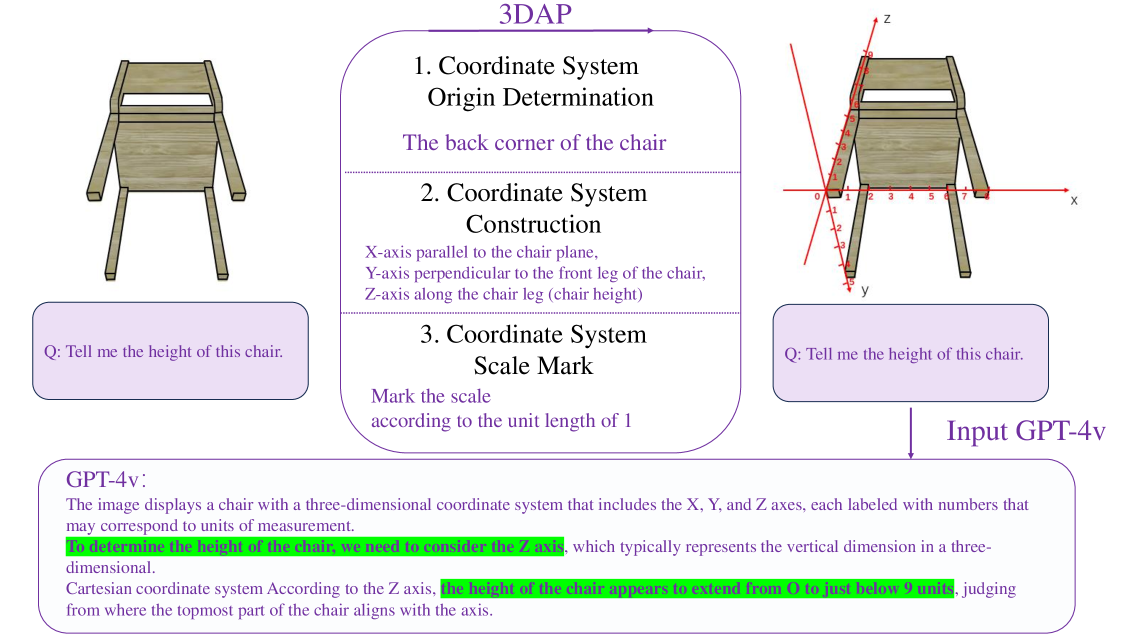 3DAP
1. Coordinate System
Origin Determination
The back corner of the chair
2. Coordinate System
Construction
X-axis parallel to the chair plane,
Y-axis perpendicular to the front leg of the chair,
Z-axis along the chair leg (chair height)
3. Coordinate System
Scale Mark
Mark the scale
according to the unit length of 1
Q: Tell me the height of this chair.
z
9
6
5
4
3
2
1
0 1 2 3 4 5 6 7 8
x
1
2
3
4
5
y
Q: Tell me the height of this chair.
Input GPT-4v
GPT-4v:
The image displays a chair with a three-dimensional coordinate system that includes the X, Y, and Z axes, each labeled with numbers that
may correspond to units of measurement.
To determine the height of the chair, we need to consider the Z axis, which typically represents the vertical dimension in a three-
dimensional.
Cartesian coordinate system According to the Z axis, the height of the chair appears to extend from O to just below 9 units, judging
from where the topmost part of the chair aligns with the axis.